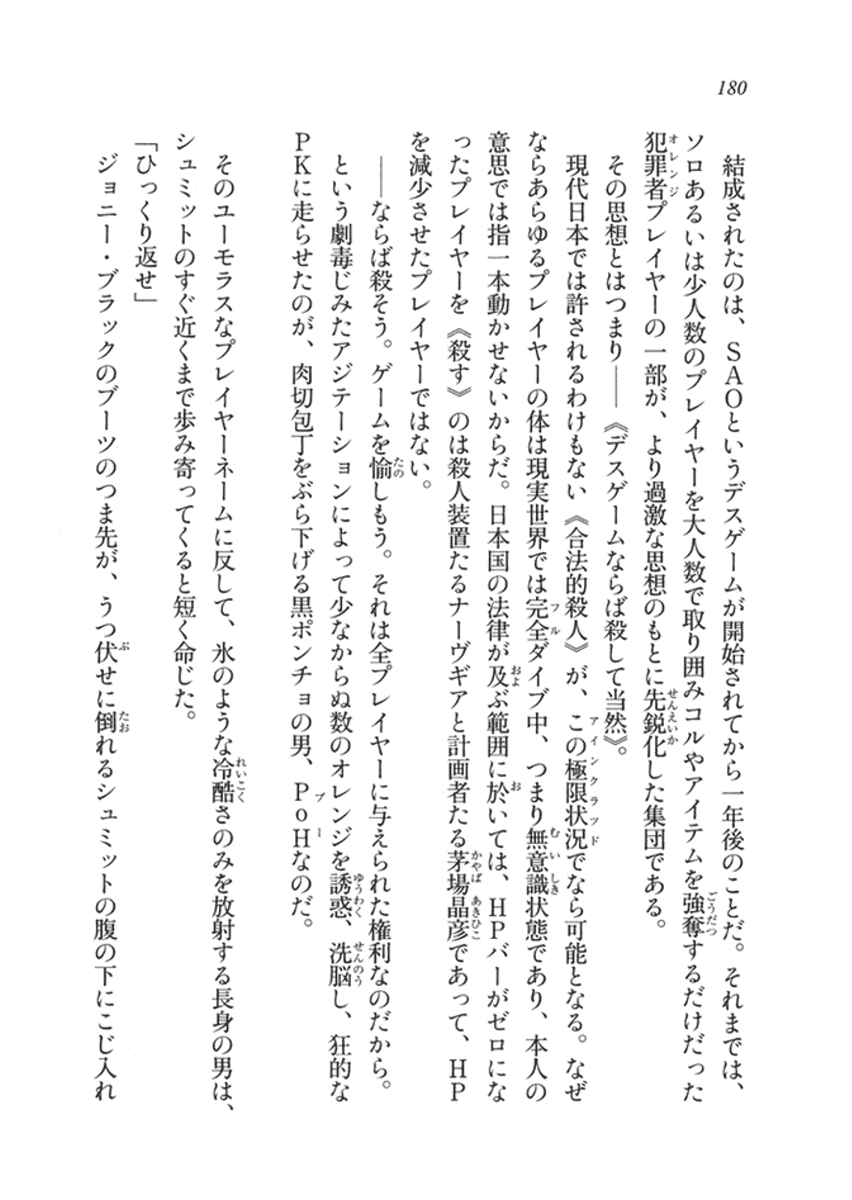 180
結成されたのは、SAOというデスゲームが開始されてから一年後のことだ。それまでは、
ソロあるいは少人数のプレイヤーを大人数で取り囲みコルやアイテムを強奪するだけだった
犯罪者プレイヤーの一部が、より過激な思想のもとに先鋭化した集団である。
その思想とはつまり――《デスゲームならば殺して当然》。
現代日本では許されるわけもない《合法的殺人》が、この極限状況でなら可能となる。なぜ
ならあらゆるプレイヤーの体は現実世界では完全ダイブ中、つまり無意識状態であり、本人の
意思では指一本動かせないからだ。日本国の法律が及ぶ範囲に於いては、HPバーがゼロにな
ったプレイヤーを《殺す》のは殺人装置たるナーヴギアと計画者たる茅場晶彦であって、HP
を減少させたプレイヤーではない。
――ならば殺そう。ゲームを愉しもう。それは全プレイヤーに与えられた権利なのだから。
という劇毒じみたアジテーションによって少なからぬ数のオレンジを誘惑、洗脳し、狂的な
PKに走らせたのが、肉切包丁をぶら下げる黒ポンチョの男、PoHなのだ。
そのユーモラスなプレイヤーネームに反して、氷のような冷酷さのみを放射する長身の男は、
シュミットのすぐ近くまで歩み寄ってくると短く命じた。
「ひっくり返せ」
ジョニー・ブラックのブーツのつま先が、うつ伏せに倒れるシュミットの腹の下にこじ入れ